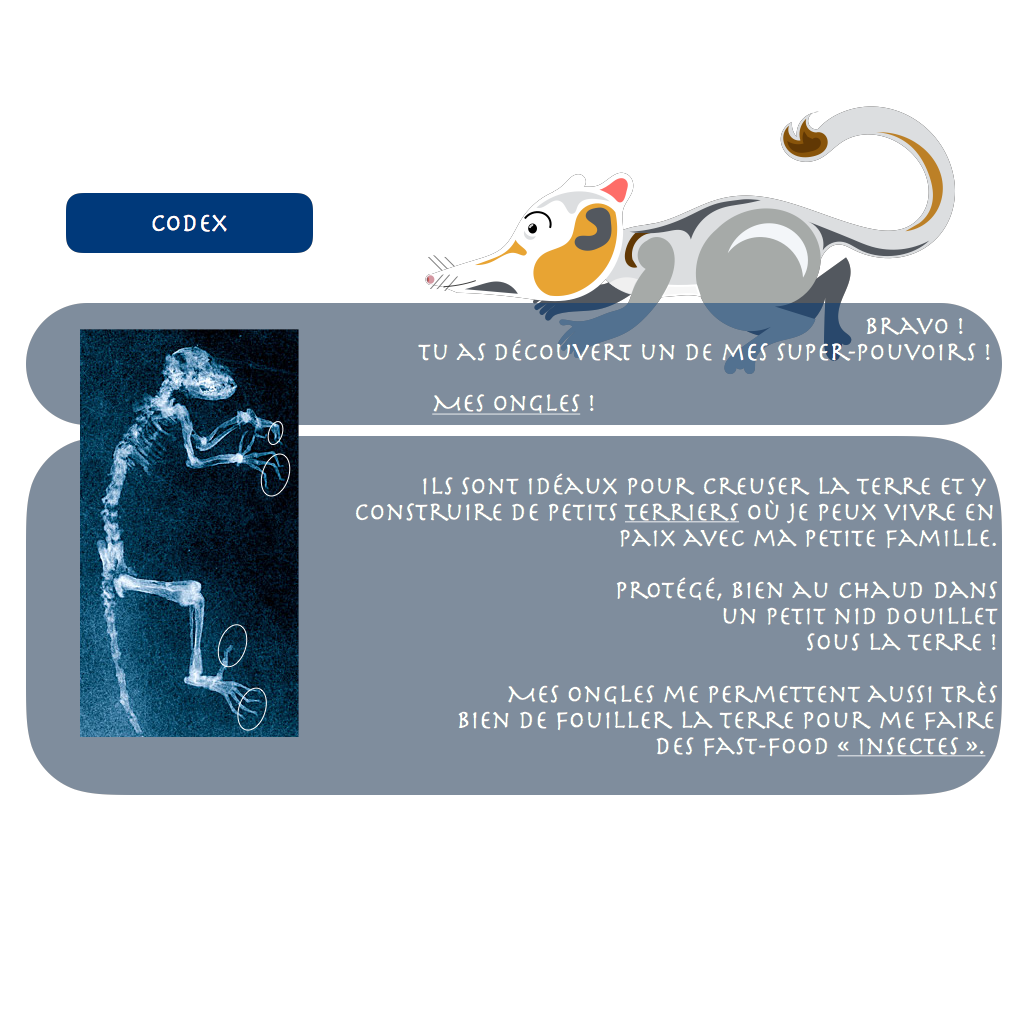 CODEX
BRAVO !
TU AS DÉCOUVERT UN DE MES SUPER-POUVOIRS !
MES ONGLES !
ILS SONT IDÉAUX POUR CREUSER LA TERRE ET Y
CONSTRUIRE DE PETITS TERRIERS OÙ JE PEUX VIVRE EN
PAIX AVEC MA PETITE FAMILLE.
PROTÉGÉ, BIEN AU CHAUD DANS
UN PETIT NID DOUILLET
SOUS LA TERRE !
MES ONGLES ME PERMETTENT AUSSI TRÈS
BIEN DE FOUILLER LA TERRE POUR ME FAIRE
DES FAST-FOOD « INSECTES ».